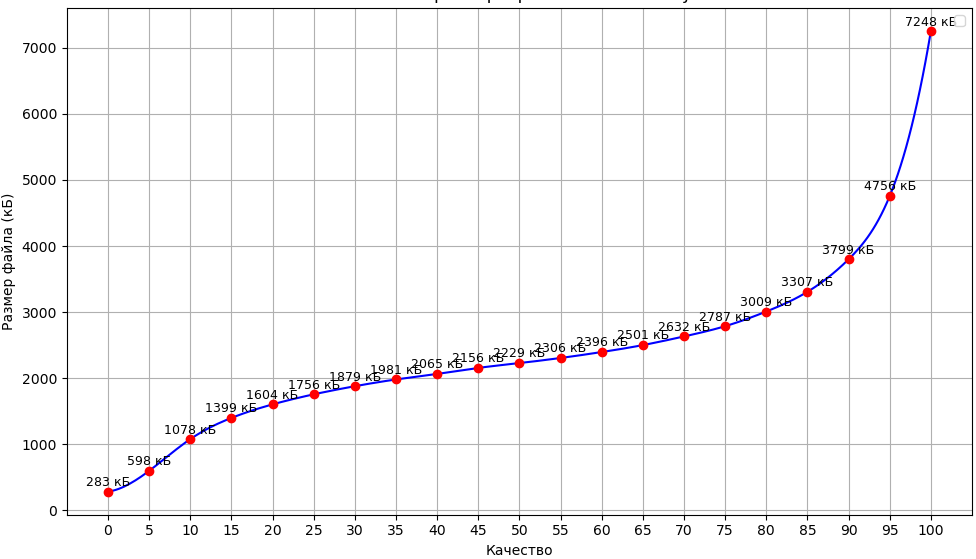 7248 кБ
7000
6000
5000
4756 кБ
4000
3799 кБ
3307 кБ
3009 кБ
3000
2787 кБ
2632 кБ
2501 кБ
2396 кБ
2306 кБ
2229 кБ
2156 кБ
2065 кБ
2000
1981 кБ
1879 кБ
1756 кБ
1604 кБ
1399 кБ
1078 кБ
1000
598 кБ
283 кБ
0
Размер файла (кБ)
0 5 10 15 20 25 30 35 40 45 50 55 60 65 70 75 80 85 90 95 100
Качество